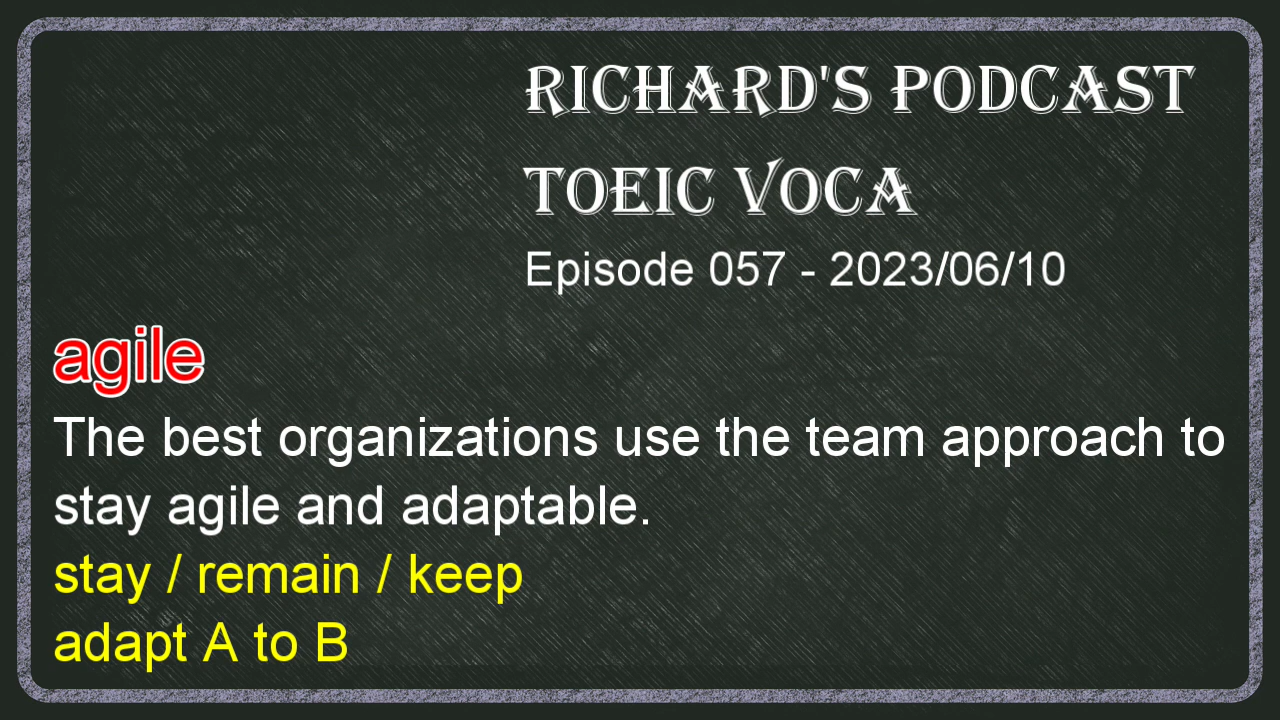 RICHARD'S PODCAST
TOEIC VOCA
Episode 057 - 2023/06/10
agile
The best organizations use the team approach to
stay agile and adaptable.
stay / remain / keep
adapt A to B